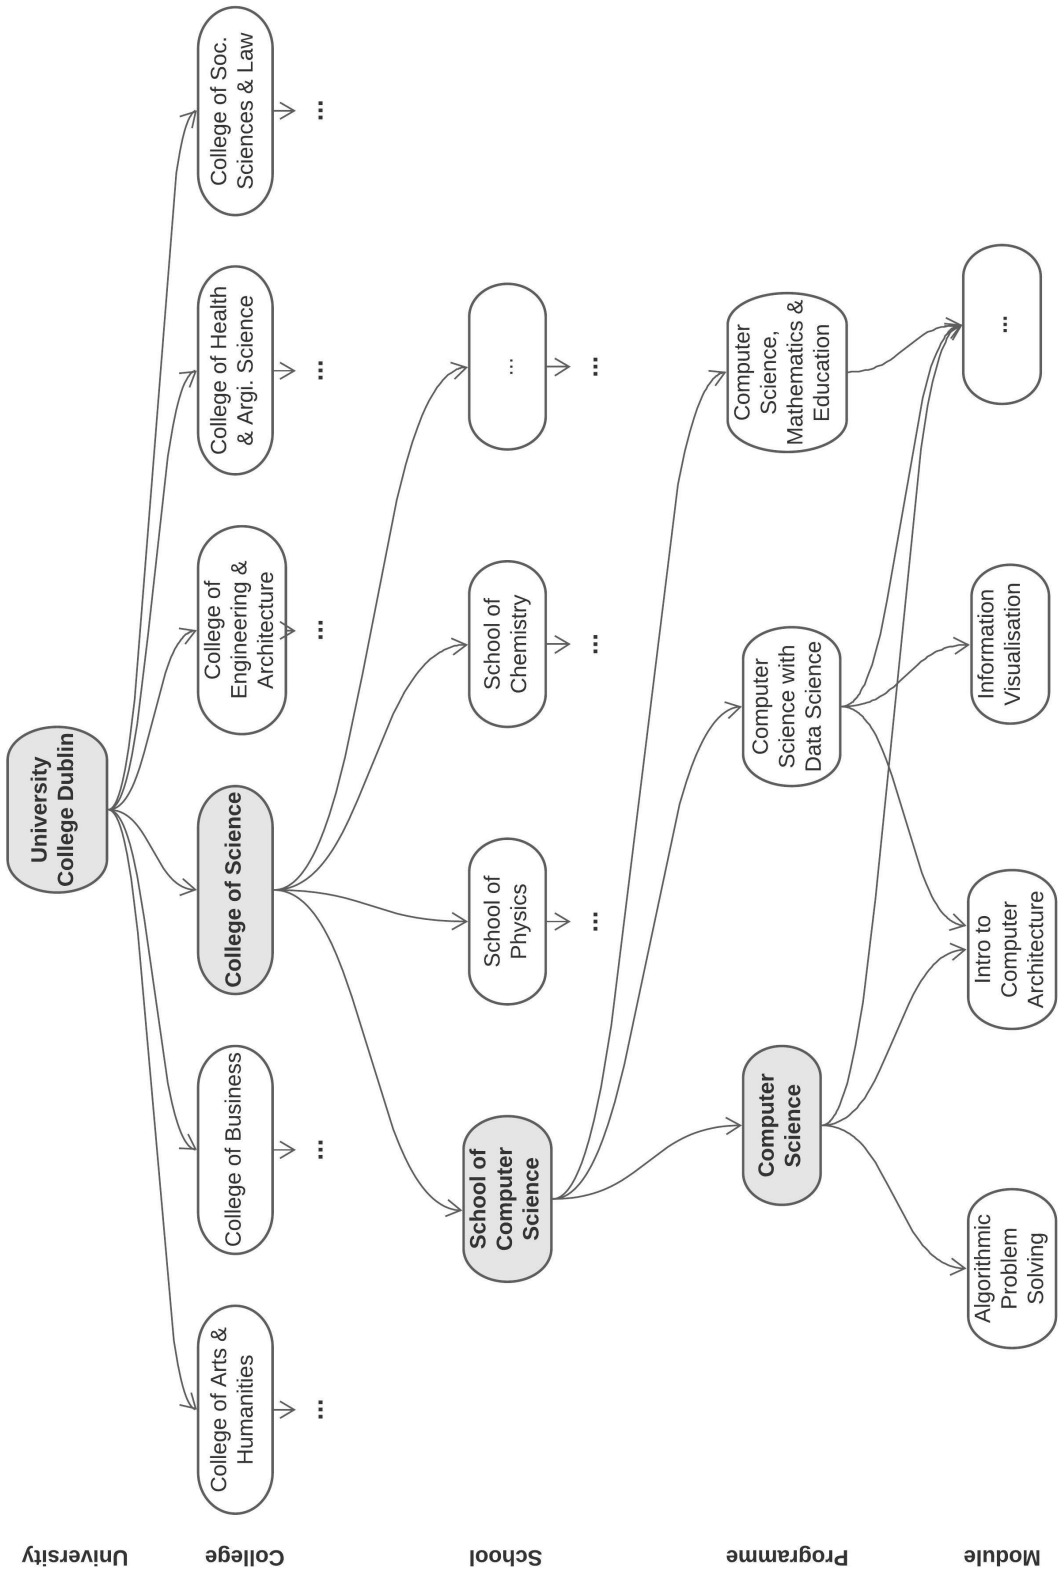 University
University
College Dublin
College
College of Arts &
Humanities
College of Business
College of Science
College of
Engineering &
Architecture
College of Health
& Argi. Science
College of Soc.
Sciences & Law
...
...
...
...
...
School
School of
Computer
Science
School of
Physics
School of
Chemistry
...
...
...
...
Programme
Computer
Science
Computer
Science with
Data Science
Computer
Science,
Mathematics &
Education
Module
Algorithmic
Problem
Solving
Intro to
Computer
Architecture
Information
Visualisation
...